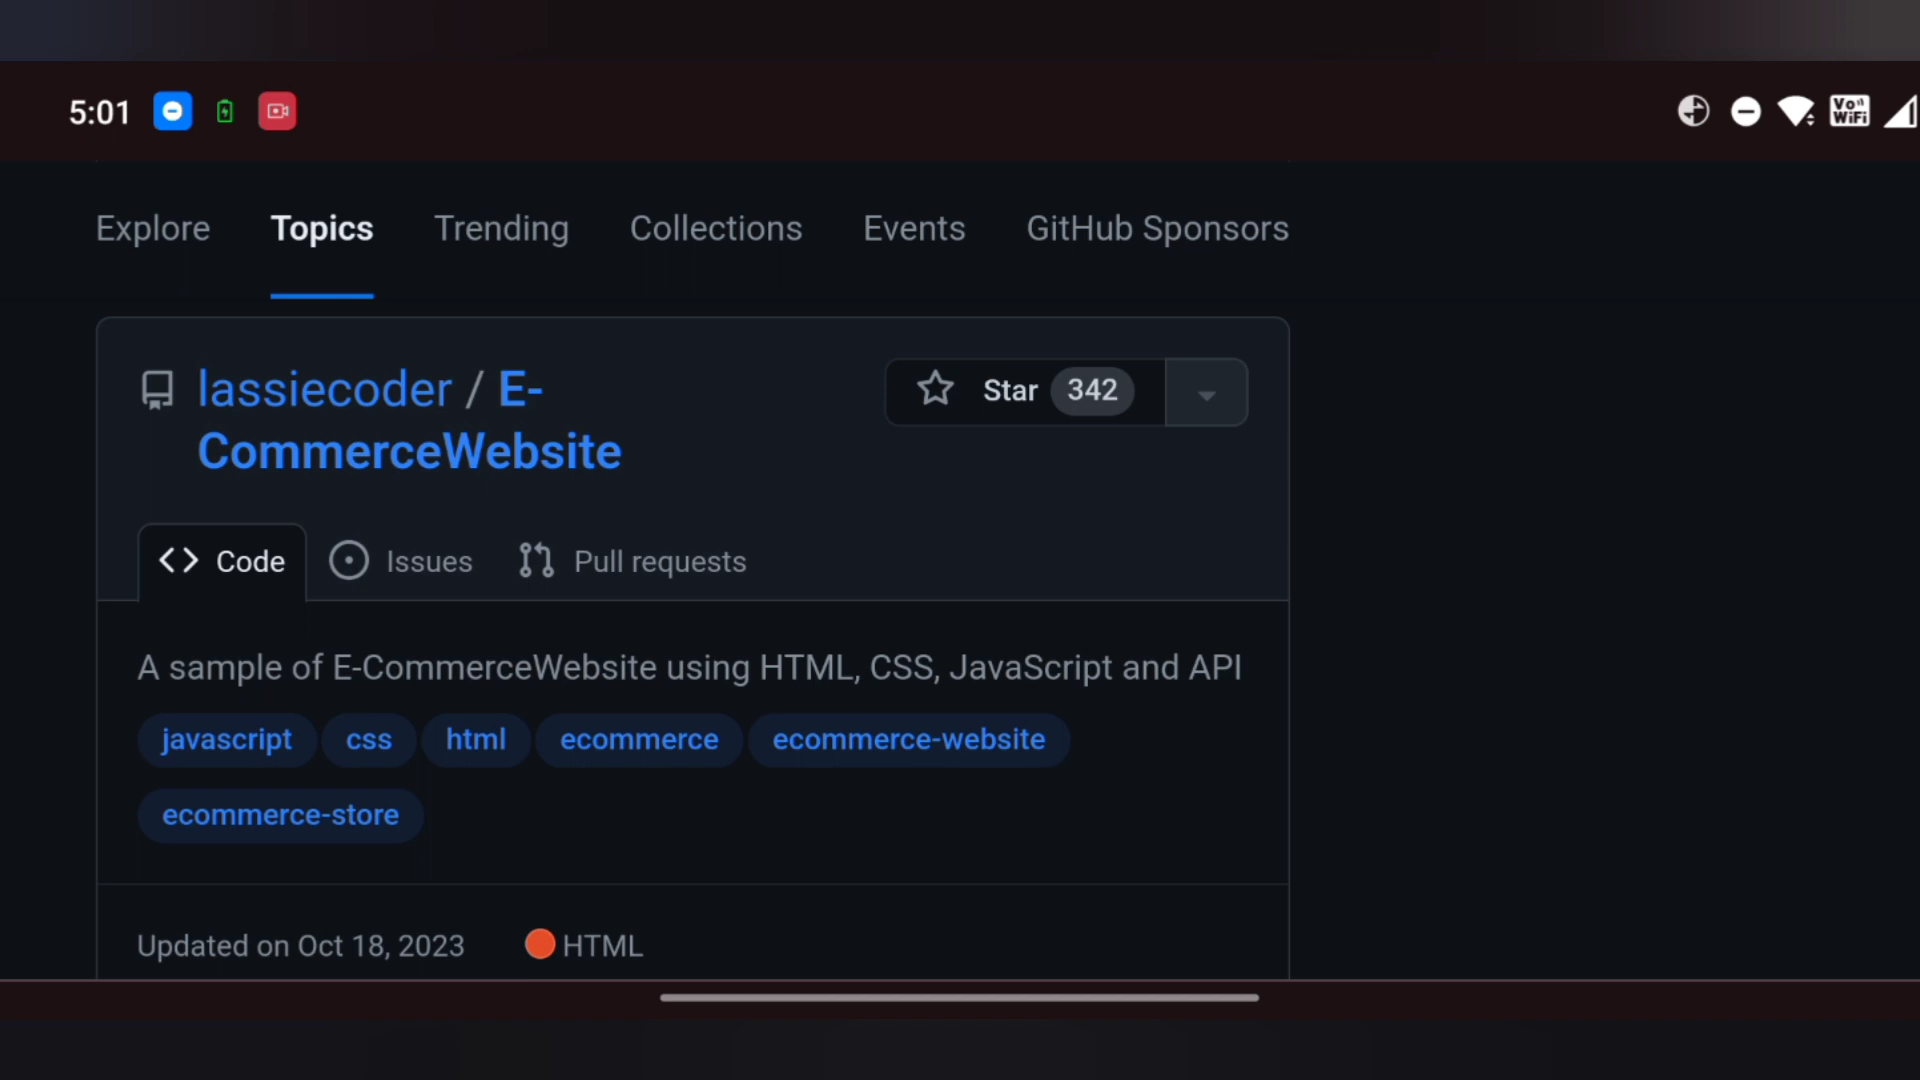 5:01
Vo WiFi
Explore Topics Trending Collections Events GitHub Sponsors
lassiecoder / E-
CommerceWebsite
Star 342
Code Issues Pull requests
A sample of E-CommerceWebsite using HTML, CSS, JavaScript and API
javascript css html ecommerce ecommerce-website
ecommerce-store
Updated on Oct 18, 2023 HTML